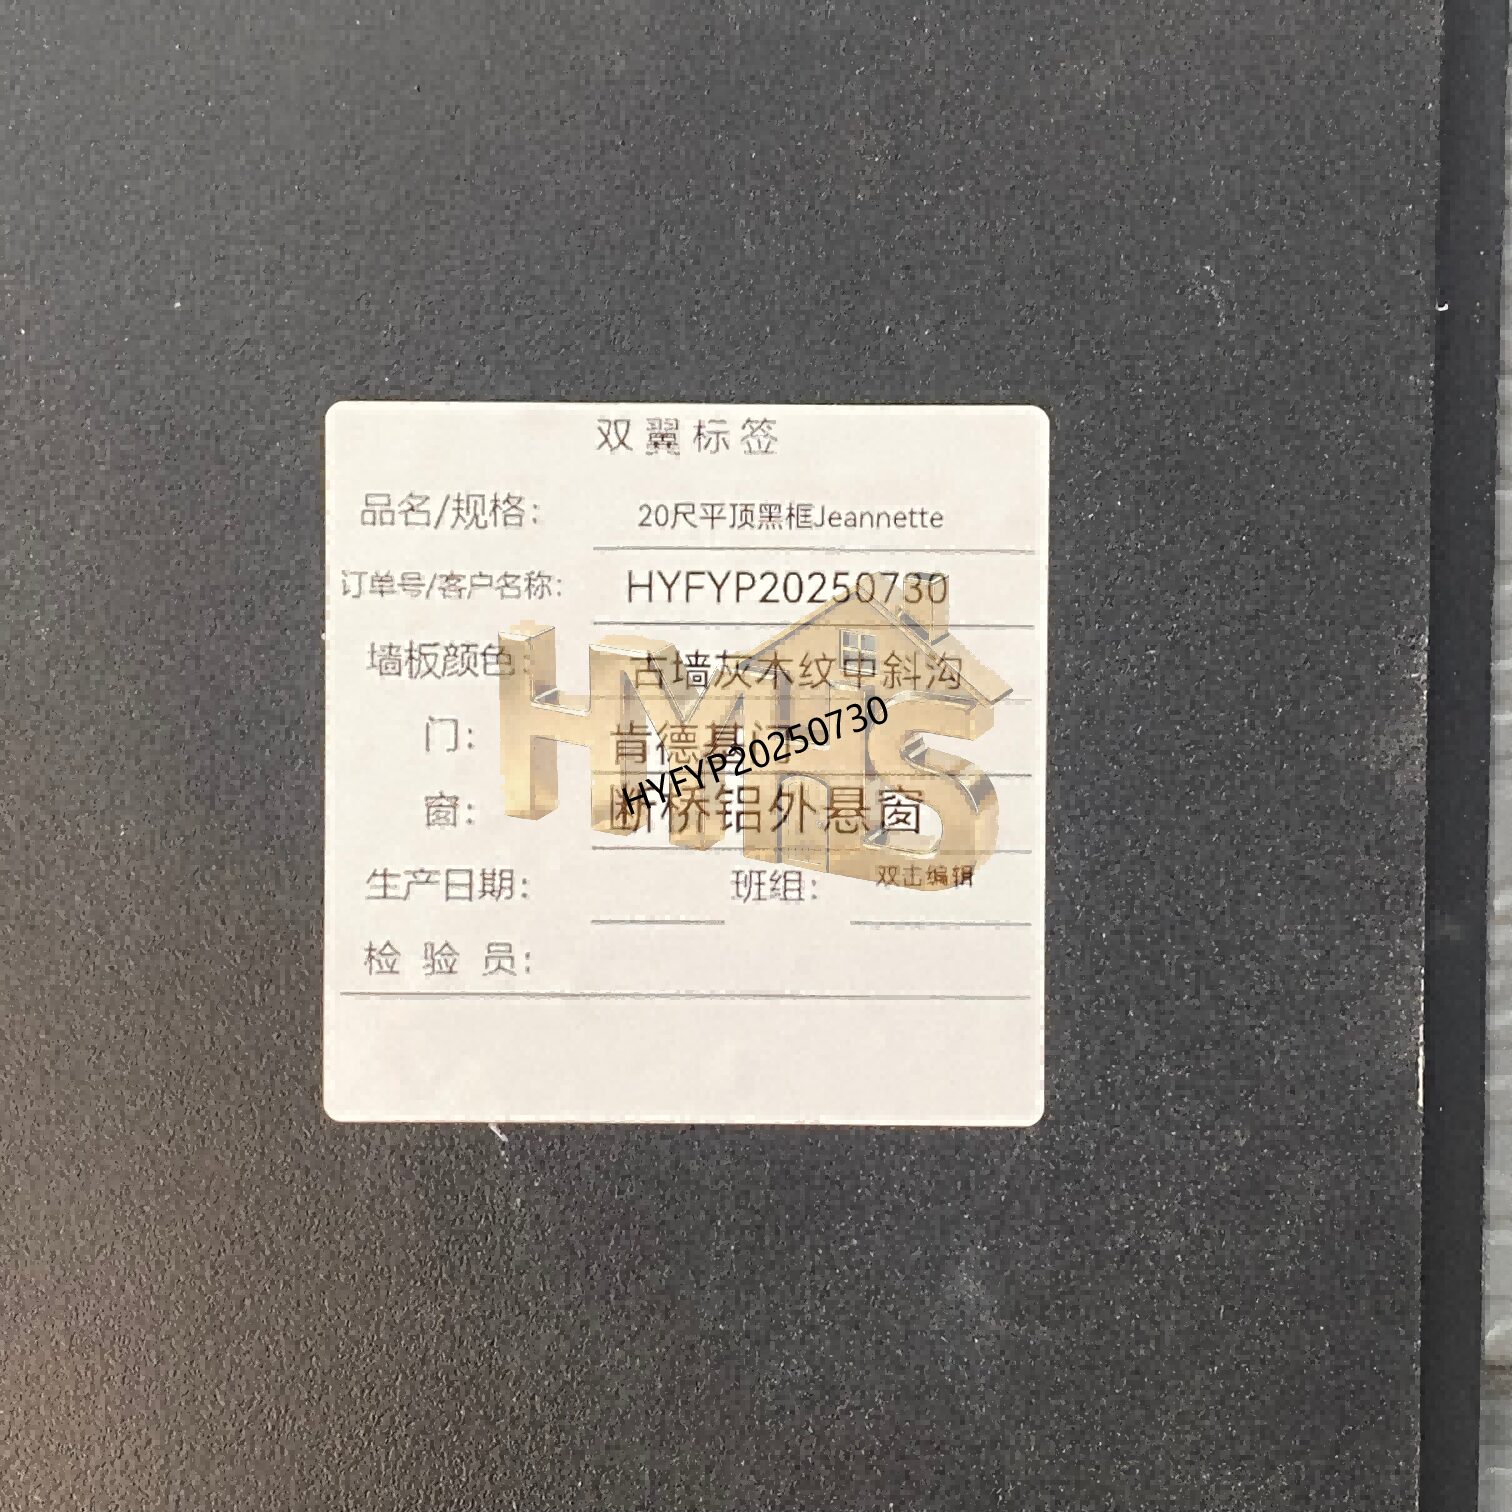 双翼标签
品名/规格： 20尺平顶黑框Jeannette
订单号/客户名称： HYFYP20250730
墙板颜色： 古墙灰木纹中斜沟
门： 肯德基门
窗： 断桥铝外悬窗
生产日期： 班组： 双击编辑
检 验 员：
HMHS
HYFYP20250730